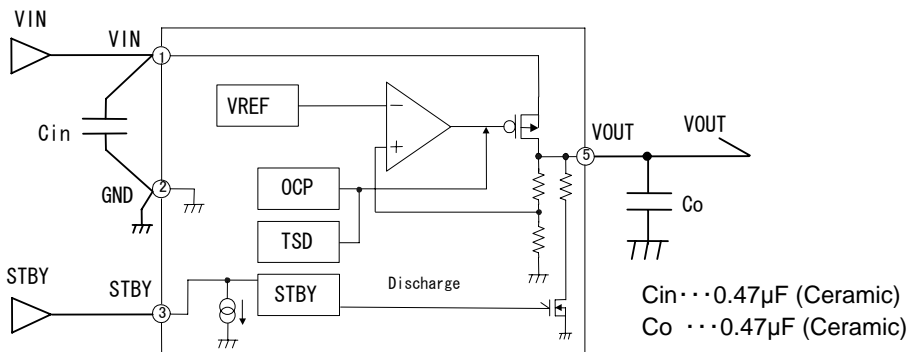 VIN
VIN
1
VREF
−
+
VOUT
5
VOUT
Cin
GND
2
OCP
TSD
Co
STBY
STBY
3
STBY
Discharge
Cin･･･0.47µF (Ceramic)
Co ･･･0.47µF (Ceramic)